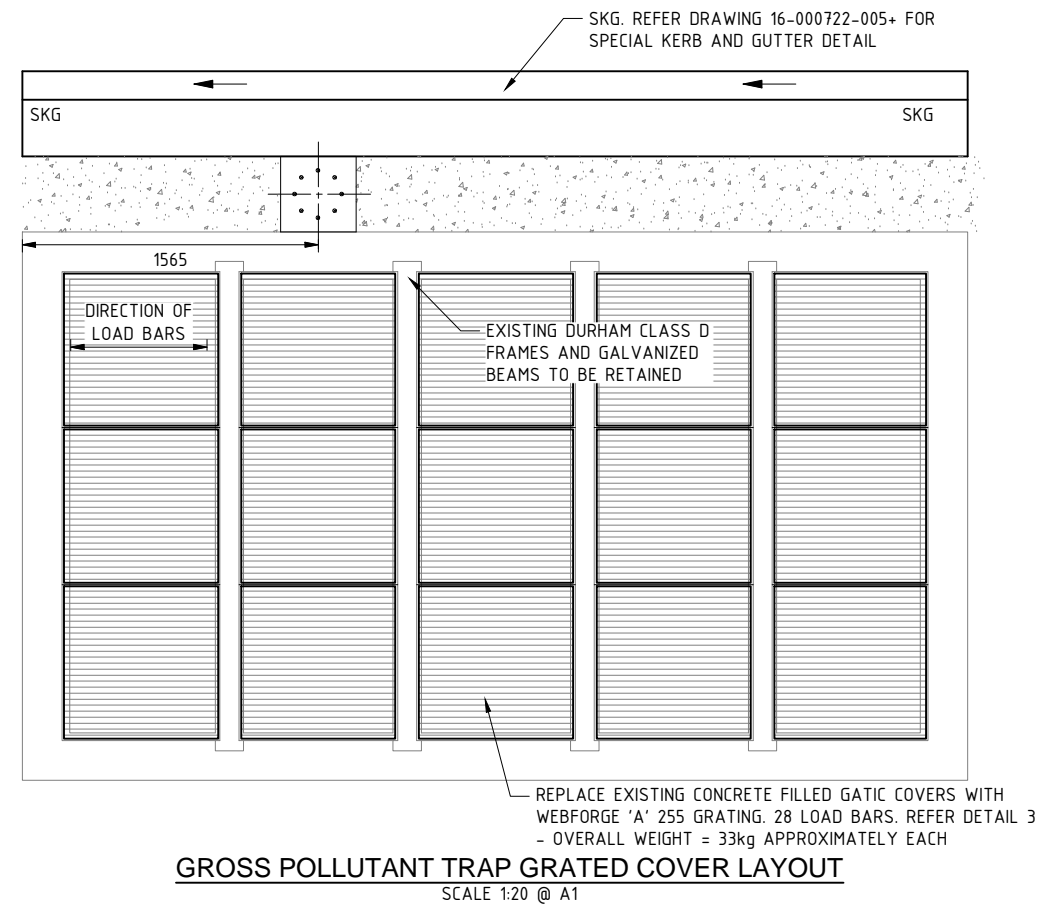 SKG. REFER DRAWING 16-000722-005+ FOR
SPECIAL KERB AND GUTTER DETAIL
SKG
SKG
1565
DIRECTION OF
LOAD BARS
EXISTING DURHAM CLASS D
FRAMES AND GALVANIZED
BEAMS TO BE RETAINED
REPLACE EXISTING CONCRETE FILLED GATIC COVERS WITH
WEBFORGE 'A' 255 GRATING. 28 LOAD BARS. REFER DETAIL 3
- OVERALL WEIGHT = 33kg APPROXIMATELY EACH
GROSS POLLUTANT TRAP GRATED COVER LAYOUT
SCALE 1:20 @ A1